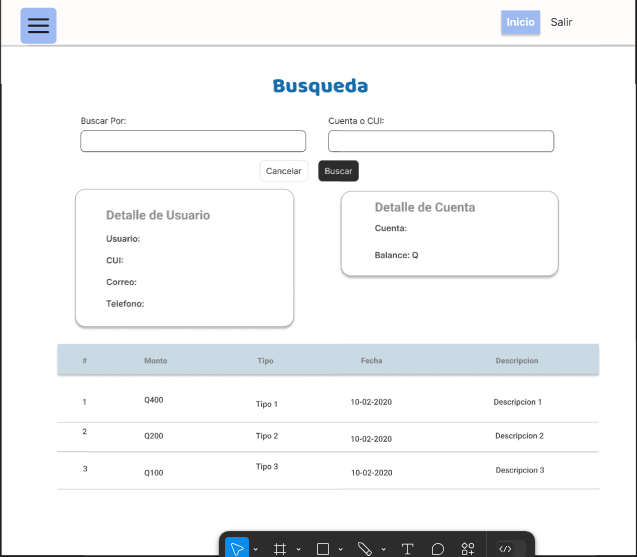 Inicio Salir
Busqueda
Buscar Por: Cuenta o CUI:
Cancelar Buscar
Detalle de Usuario
Usuario:
CUI:
Correo:
Telefono:
Detalle de Cuenta
Cuenta:
Balance: Q
# Monto Tipo Fecha Descripcion
1 Q400 Tipo 1 10-02-2020 Descripcion 1
2 Q200 Tipo 2 10-02-2020 Descripcion 2
3 Q100 Tipo 3 10-02-2020 Descripcion 3